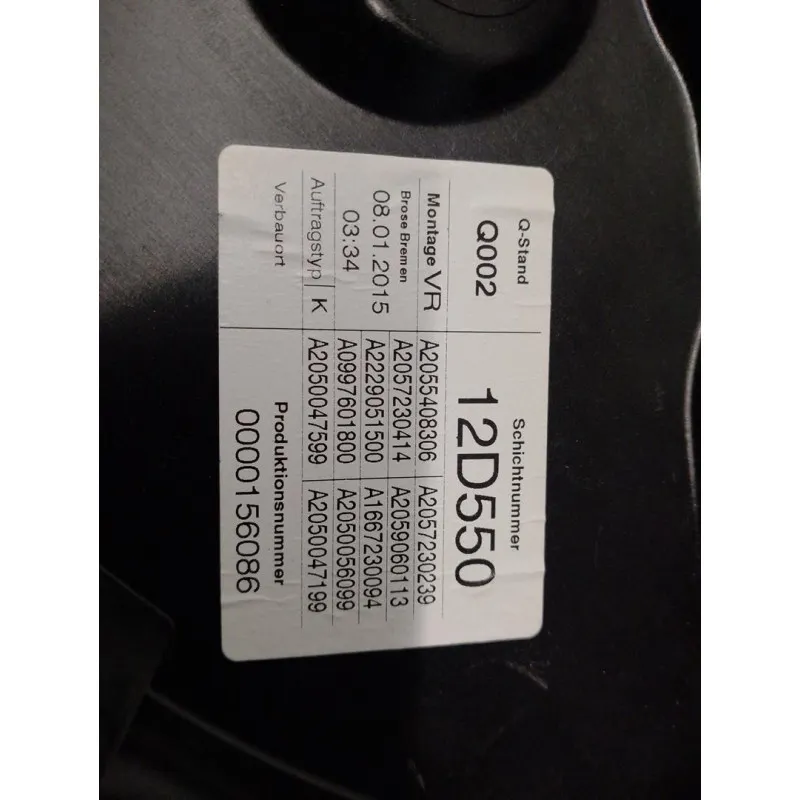 Q-Stand Schichtnummer
Q002 12D550
Montage VR A2055408306 A2057230239
Brose Bremen A2057230414 A2059060113
08.01.2015 A2229051500 A1667230094
03:34 A0997601800 A2050056099
Auftragstyp K A2050047599 A2050047199
Verbauort Produktionsnummer
0000156086